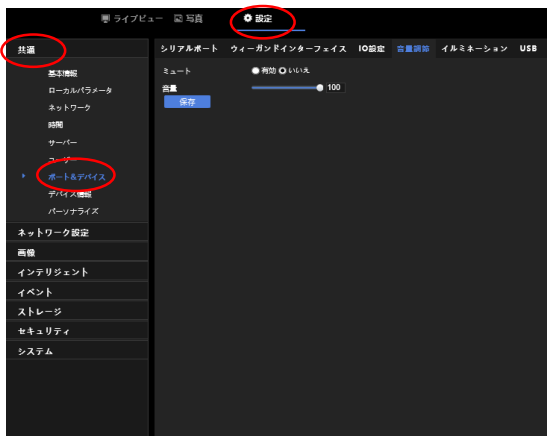 ライブビュー 写真 設定
共通
シリアルポート ウィーガンドインターフェイス IO設定 音量調節 イルミネーション USB
基本情報
ローカルパラメータ
ネットワーク
時間
サーバー
ユーザー
ポート&デバイス
デバイス情報
パーソナライズ
ミュート 有効 いいえ
音量 100
保存
ネットワーク設定
画像
インテリジェント
イベント
ストレージ
セキュリティ
システム